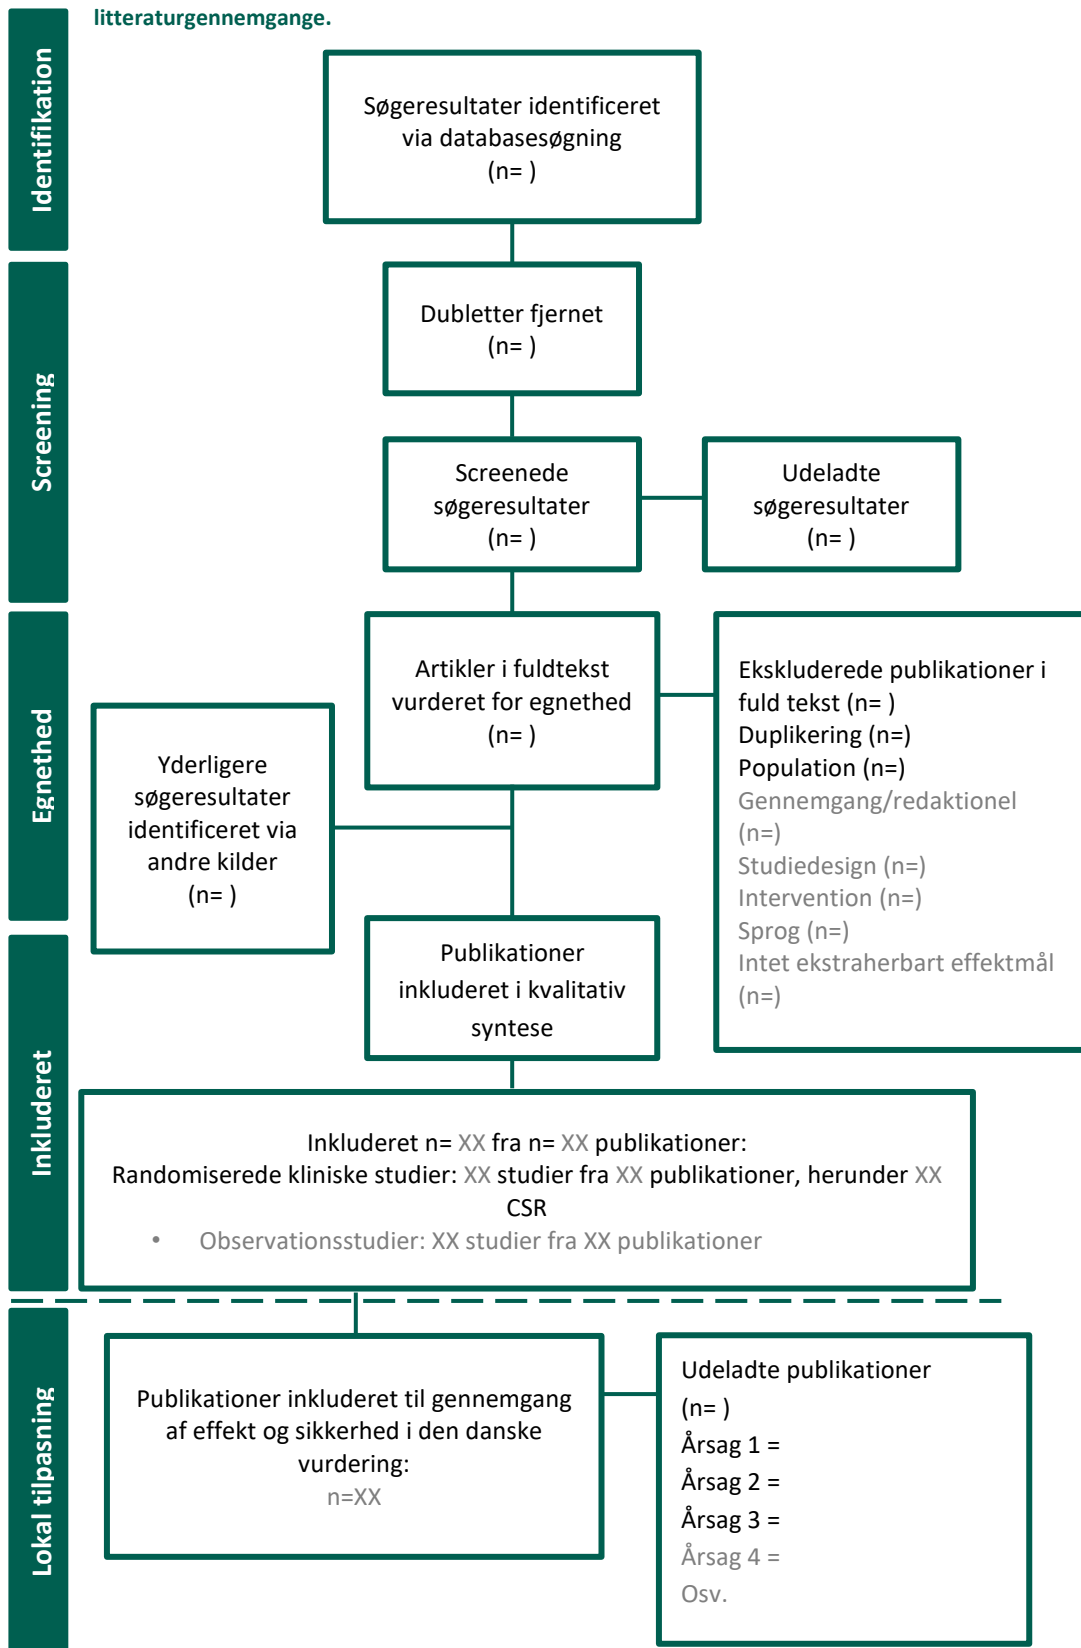 litteraturgennemgange.
Identifikation
Søgeresultater identificeret
via databasesøgning
(n= )
Screening
Dubletter fjernet
(n= )
Screenede
søgeresultater
(n= )
Udeladte
søgeresultater
(n= )
Egnethed
Artikler i fuldtekst
vurderet for egnethed
(n= )
Ekskluderede publikationer i
fuld tekst (n= )
Duplikering (n=)
Population (n=)
Gennemgang/redaktionel
(n=)
Studiedesign (n=)
Intervention (n=)
Sprog (n=)
Intet ekstraherbart effektmål
(n=)
Yderligere
søgeresultater
identificeret via
andre kilder
(n= )
Inkluderet
Publikationer
inkluderet i kvalitativ
syntese
Inkluderet n= XX fra n= XX publikationer:
Randomiserede kliniske studier: XX studier fra XX publikationer, herunder XX
CSR
• Observationsstudier: XX studier fra XX publikationer
Lokal tilpasning
Publikationer inkluderet til gennemgang
af effekt og sikkerhed i den danske
vurdering:
n=XX
Udeladte publikationer
(n= )
Årsag 1 =
Årsag 2 =
Årsag 3 =
Årsag 4 =
Osv.